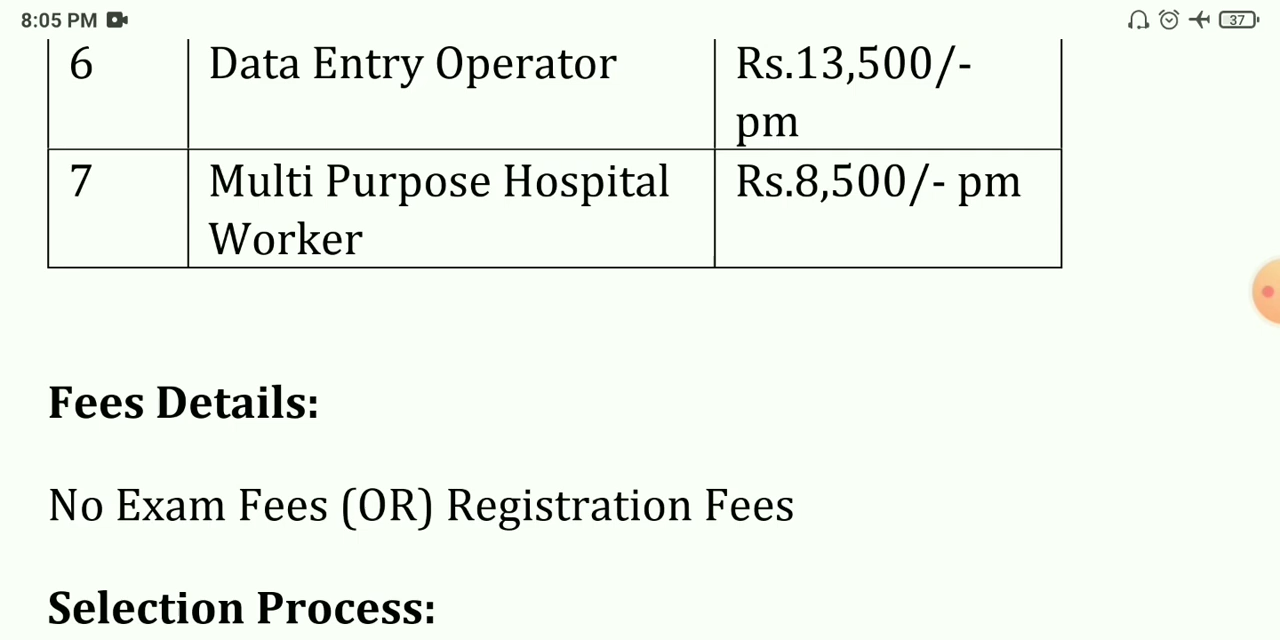 8:05 PM
37
6 Data Entry Operator Rs.13,500/-
pm
7 Multi Purpose Hospital Rs.8,500/- pm
Worker
Fees Details:
No Exam Fees (OR) Registration Fees
Selection Process: